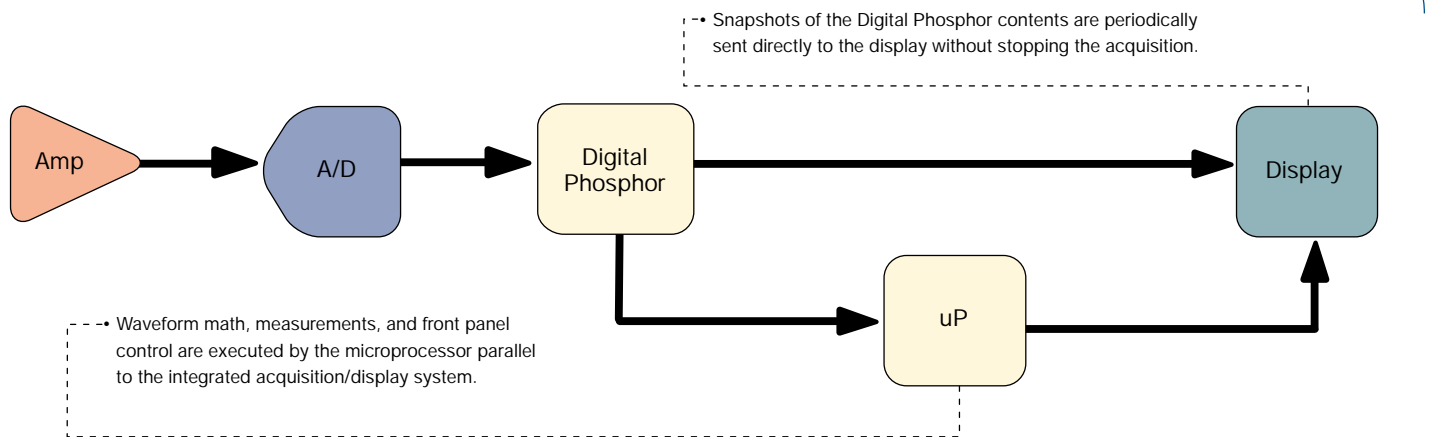 • Snapshots of the Digital Phosphor contents are periodically
sent directly to the display without stopping the acquisition.
Amp
A/D
Digital
Phosphor
Display
uP
• Waveform math, measurements, and front panel
control are executed by the microprocessor parallel
to the integrated acquisition/display system.